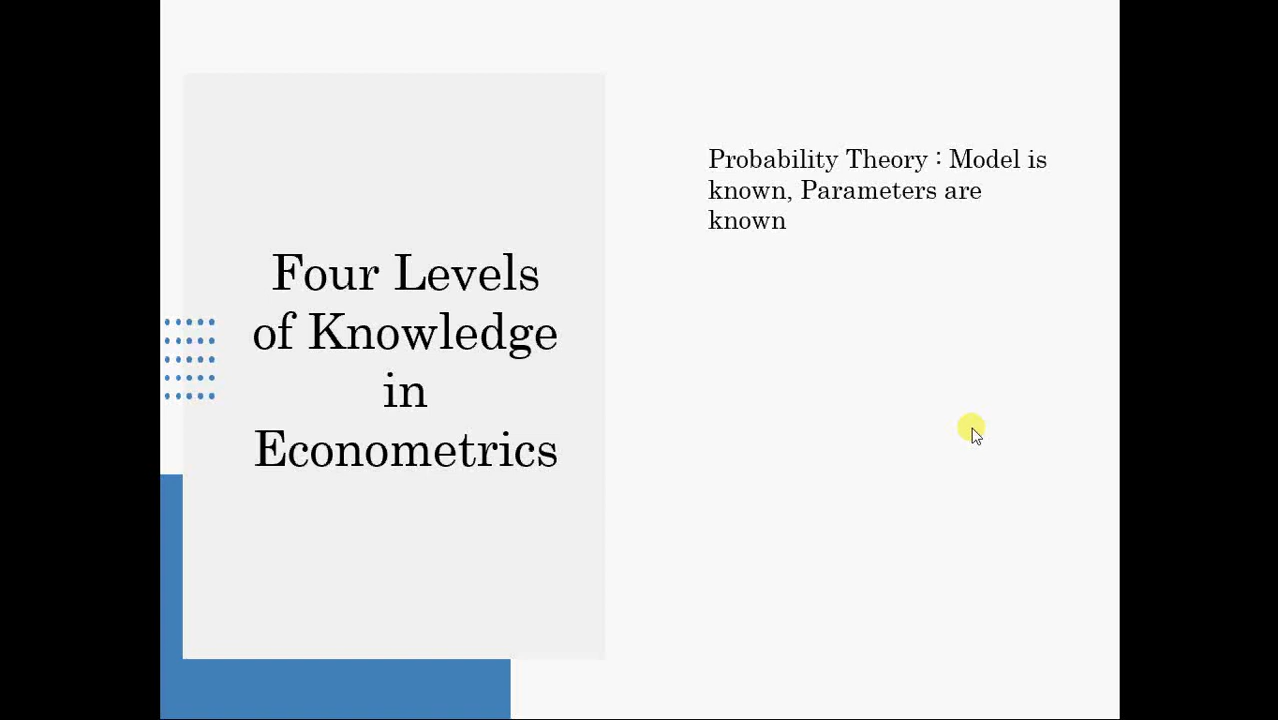 Four Levels
of Knowledge
in
Econometrics
Probability Theory : Model is
known, Parameters are
known